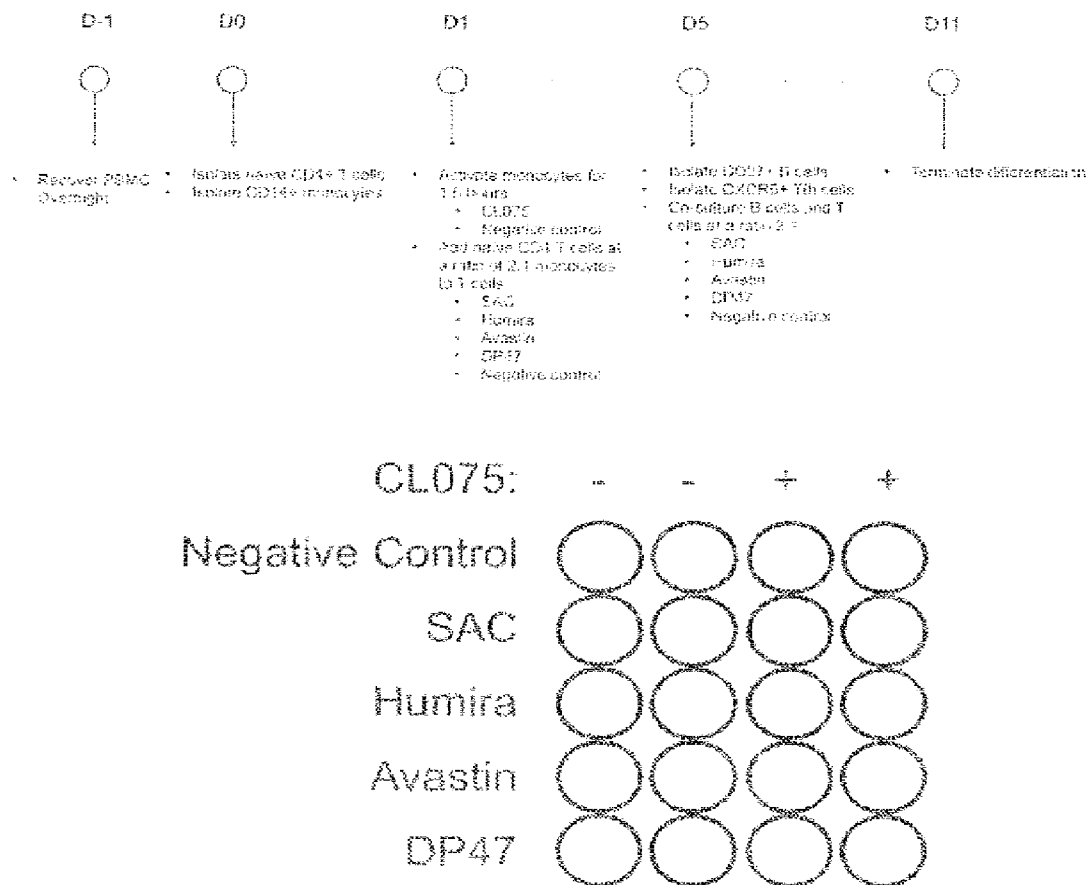 D-1
D0
D1
D5
D11
• Recover PBMC
Overnight
• Isolate naive CD4+ T cells
• Isolate CD14+ monocytes
• Activate monocytes for
hours
• CL075
• Negative control
• Add naive CD4 T cells at
a ratio of 2:1 monocytes
to T cells
• SAC
• Humira
• Avastin
• DP47
• Negative control
• Isolate B cells
• Isolate CXCR5+ Tfh cells
• Co-culture B cells and T
cells at a ratio
• SAC
• Humira
• Avastin
• DP47
• Negative control
• Terminate differentiation
CL075: - - + +
Negative Control
SAC
Humira
Avastin
DP47